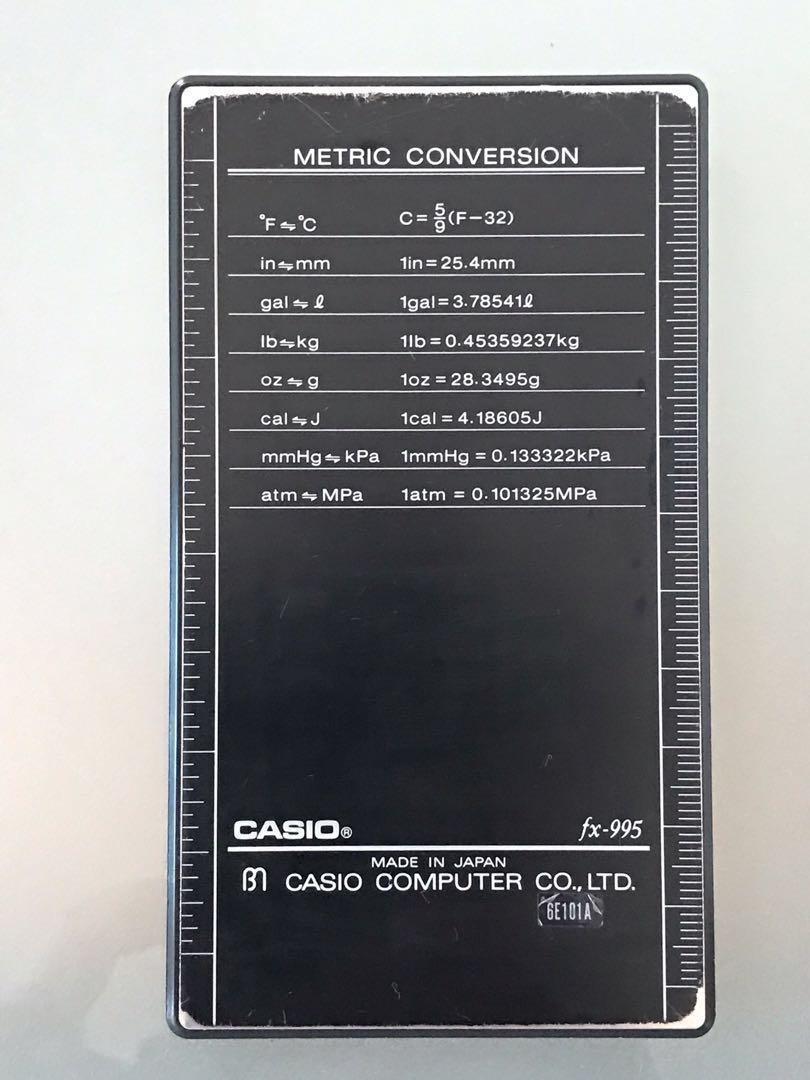 METRIC CONVERSION
°F⇋°C C=5/9(F-32)
in⇋mm 1in=25.4mm
gal⇋ℓ 1gal=3.78541ℓ
lb⇋kg 1lb=0.45359237kg
oz⇋g 1oz=28.3495g
cal⇋J 1cal=4.18605J
mmHg⇋kPa 1mmHg=0.133322kPa
atm⇋MPa 1atm=0.101325MPa
CASIO® fx-995
MADE IN JAPAN
CASIO COMPUTER CO.,LTD.
6E101A